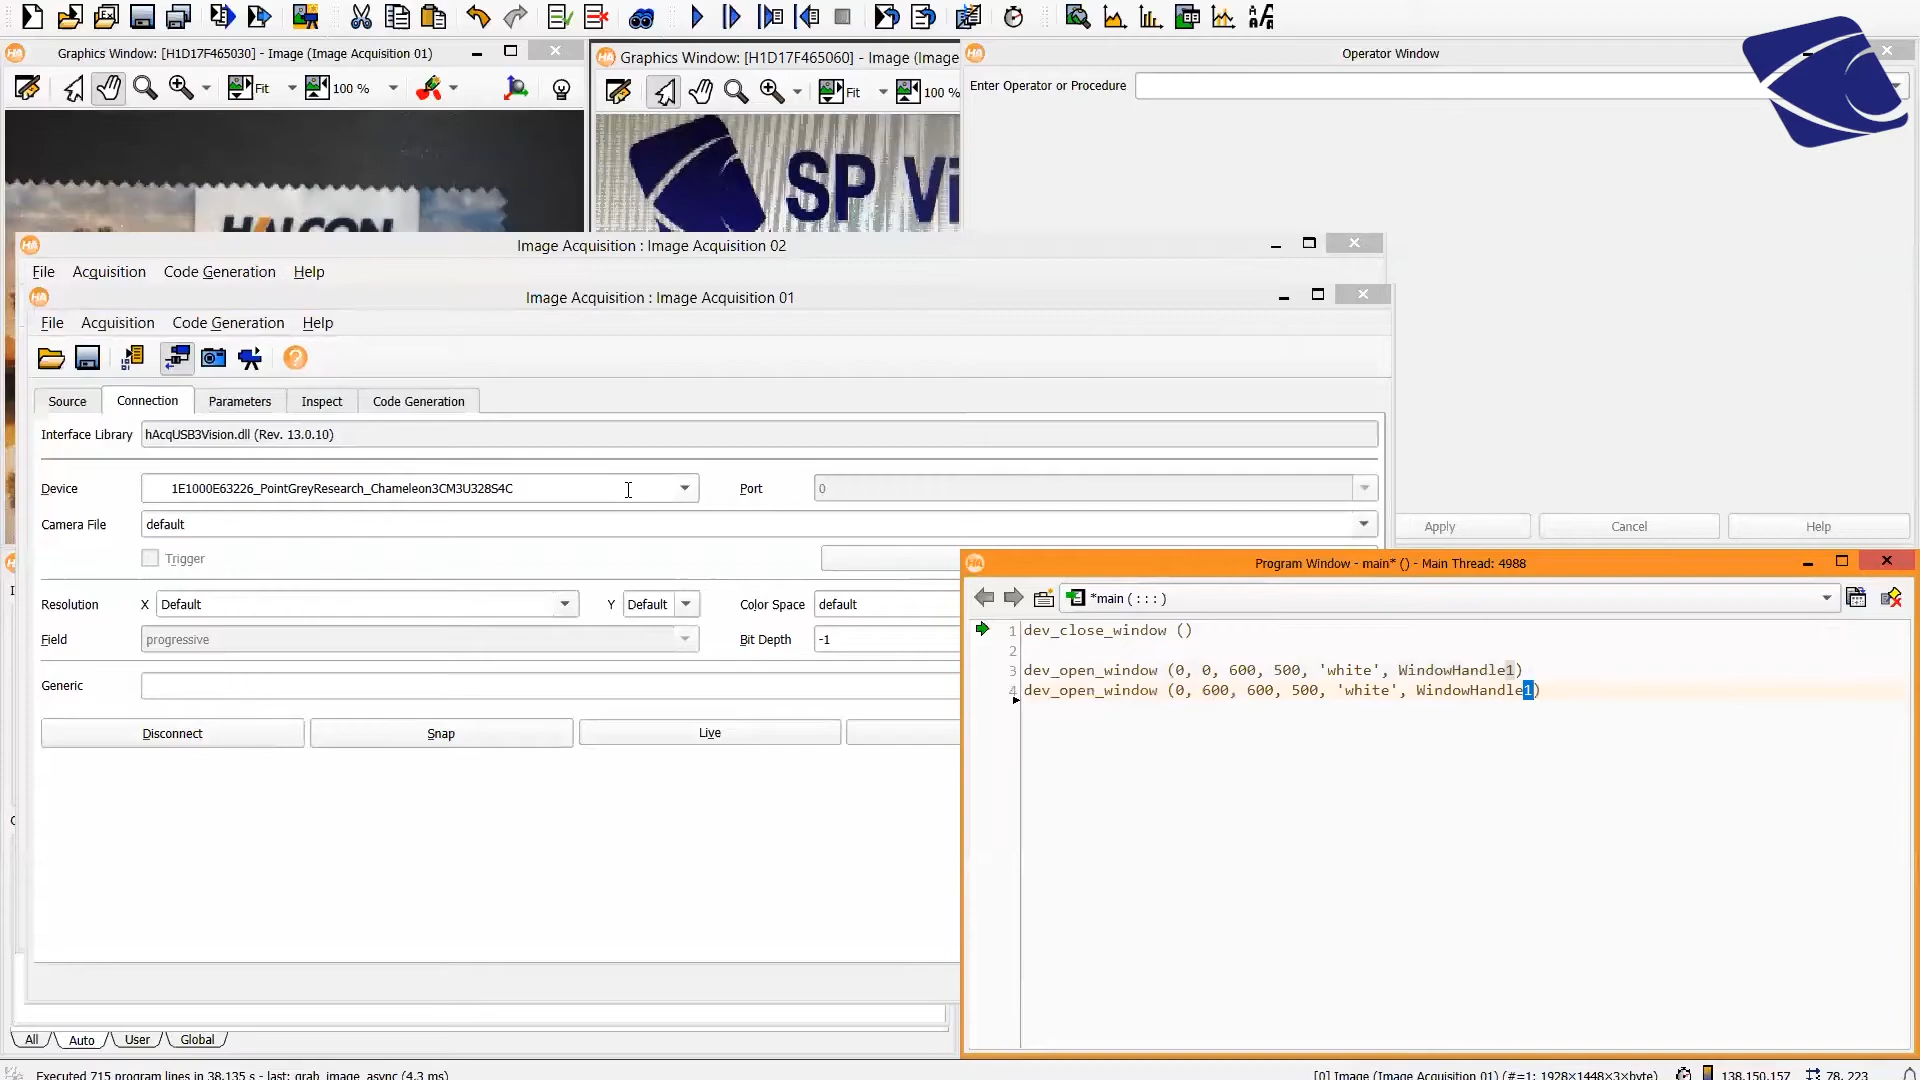 Graphics Window: [H1D17F465030] - Image (Image Acquisition 01)
Graphics Window: [H1D17F465060] - Image (Image
Operator Window
Fit
100 %
Fit
100 %
Enter Operator or Procedure
HALCON
SP Vi
Image Acquisition : Image Acquisition 02
File Acquisition Code Generation Help
Image Acquisition : Image Acquisition 01
File Acquisition Code Generation Help
Source Connection Parameters Inspect Code Generation
Interface Library hAcqUSB3Vision.dll (Rev. 13.0.10)
Device 1E1000E63226_PointGreyResearch_Chameleon3CM3U328S4C Port 0
Camera File default
Apply Cancel Help
Trigger
Resolution X Default Y Default Color Space default
Field progressive Bit Depth -1
Generic
Disconnect Snap Live
Program Window - main* () - Main Thread: 4988
*main ( : : : )
1 dev_close_window ()
2
3 dev_open_window (0, 0, 600, 500, 'white', WindowHandle1)
4 dev_open_window (0, 600, 600, 500, 'white', WindowHandle1)
All Auto User Global
Executed 715 program lines in 38.135 s - last: grab_image_async (4.3 ms)
[0] Image (Image Acquisition 01) (#=1: 1928×1448×3×byte)
138,150,157
78, 223